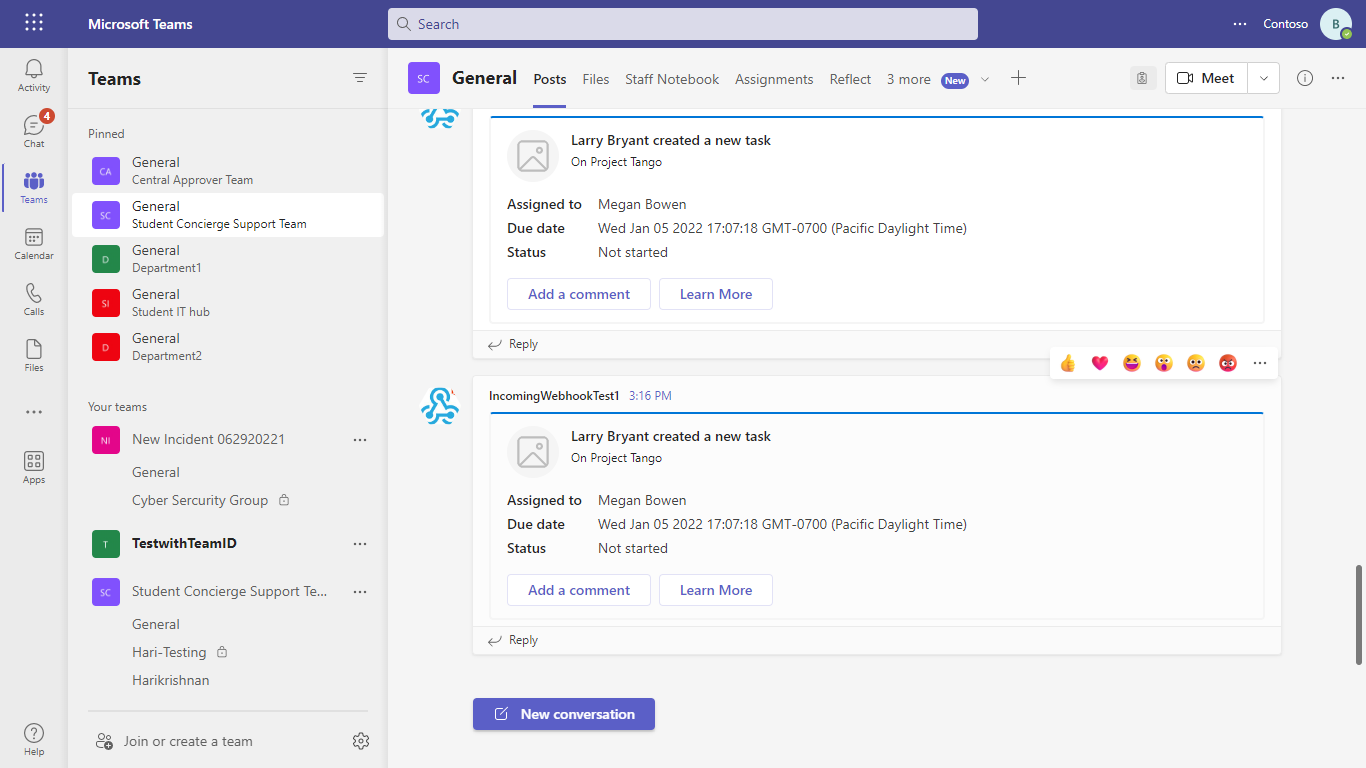 Microsoft Teams
Search
Contoso
B
Activity
4
Chat
Teams
Calendar
Calls
Files
Apps
Help
Teams
Pinned
CA
General
Central Approver Team
SC
General
Student Concierge Support Team
D
General
Department1
SI
General
Student IT hub
D
General
Department2
Your teams
NI
New Incident 062920221
General
Cyber Sercurity Group
T
TestwithTeamID
SC
Student Concierge Support Te...
General
Hari-Testing
Harikrishnan
Join or create a team
SC
General
Posts
Files
Staff Notebook
Assignments
Reflect
3 more
New
Meet
Larry Bryant created a new task
On Project Tango
Assigned to Megan Bowen
Due date Wed Jan 05 2022 17:07:18 GMT-0700 (Pacific Daylight Time)
Status Not started
Add a comment
Learn More
Reply
IncomingWebhookTest1 3:16 PM
Larry Bryant created a new task
On Project Tango
Assigned to Megan Bowen
Due date Wed Jan 05 2022 17:07:18 GMT-0700 (Pacific Daylight Time)
Status Not started
Add a comment
Learn More
Reply
New conversation